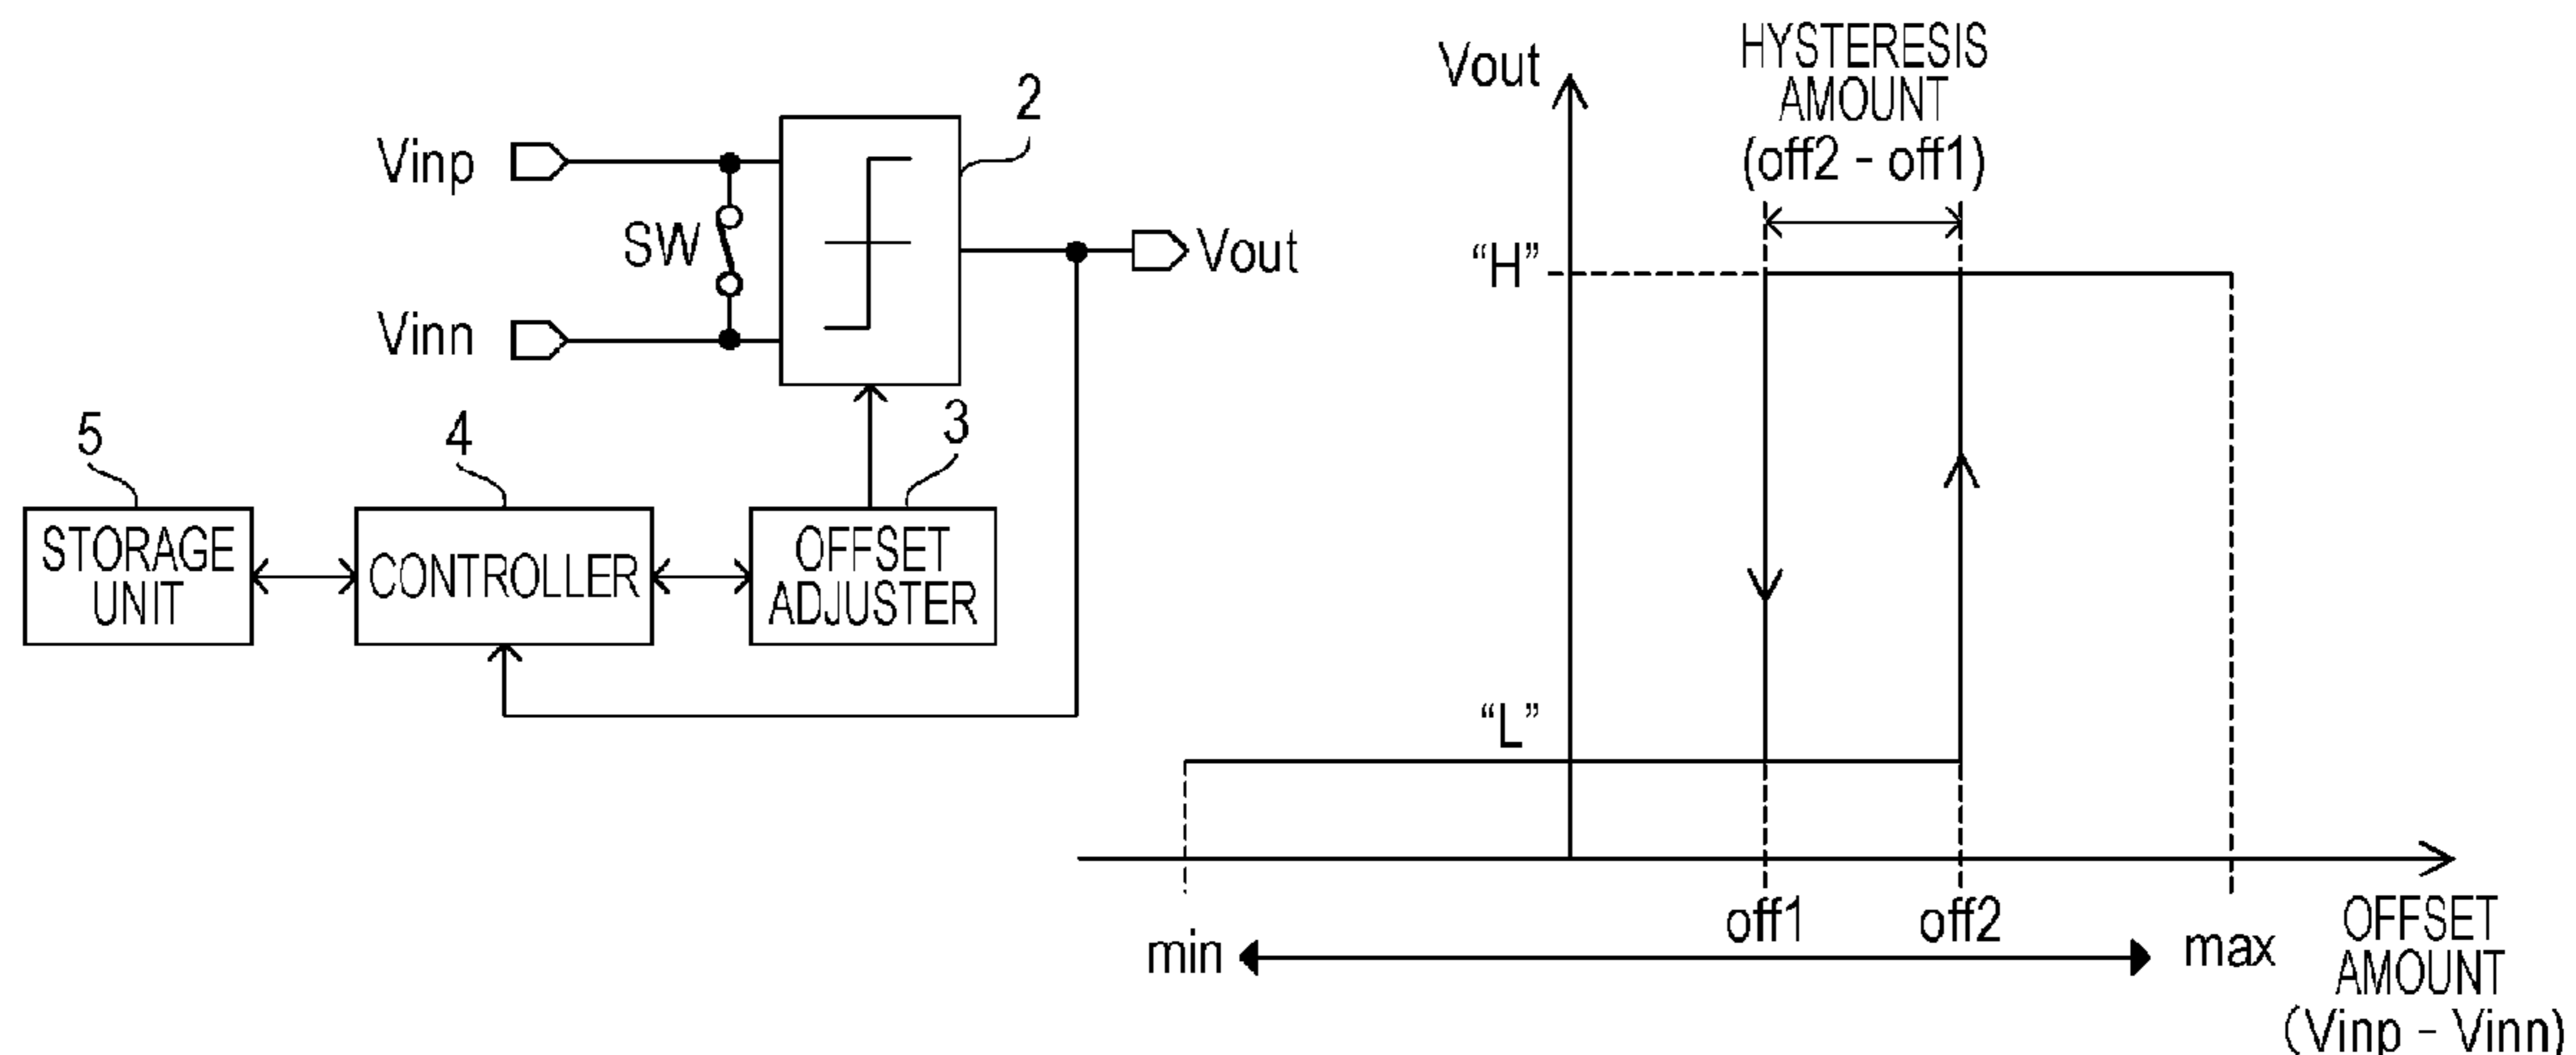 2
Vinp
SW
Vout
Vinn
5
4
3
STORAGE
UNIT
CONTROLLER
OFFSET
ADJUSTER
Vout
HYSTERESIS
AMOUNT
(off2 - off1)
“H”
“L”
off1
off2
min
max
OFFSET
AMOUNT
(Vinp - Vinn)